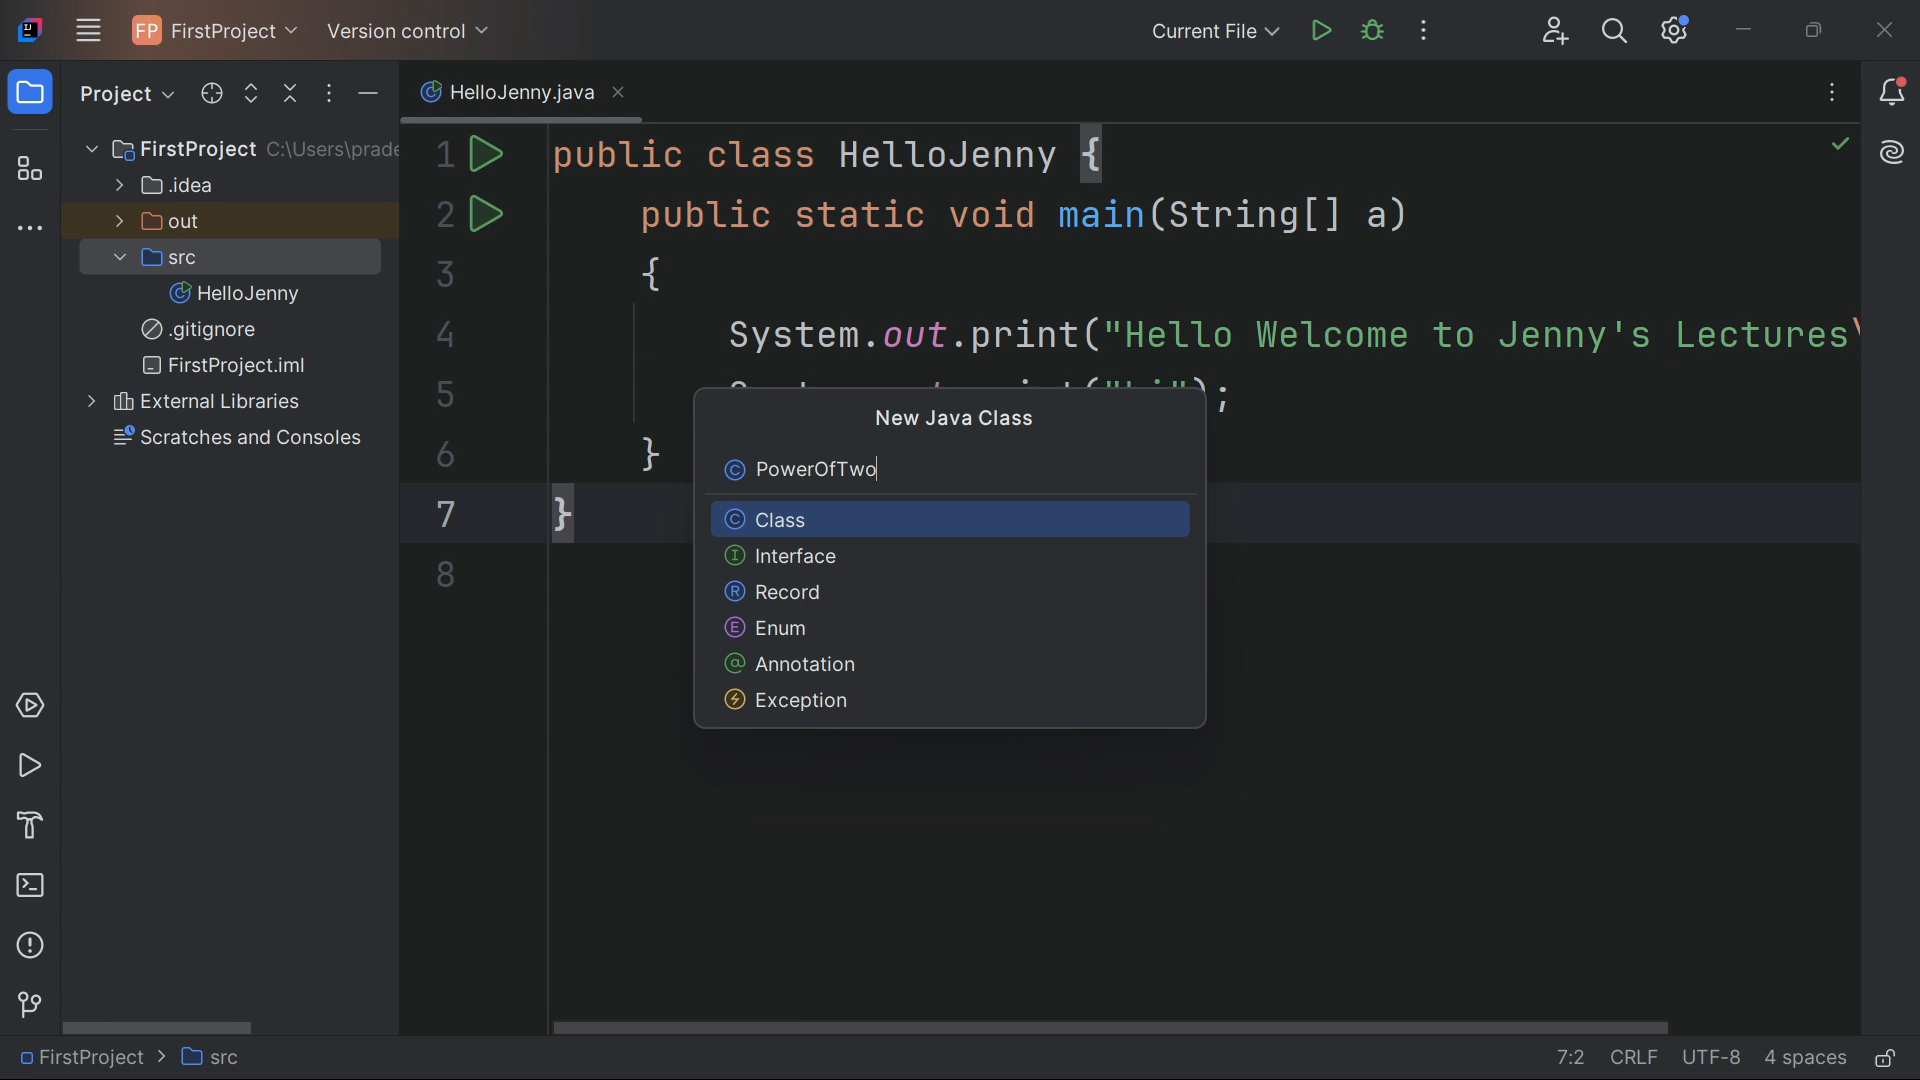 FP FirstProject Version control Current File
Project
HelloJenny.java
FirstProject C:\Users\prade
.idea
out
src
HelloJenny
.gitignore
FirstProject.iml
External Libraries
Scratches and Consoles
1 public class HelloJenny {
2 public static void main(String[] a)
3 {
4 System.out.print("Hello Welcome to Jenny's Lectures\
5 );
6 }
7 }
8
New Java Class
PowerOfTwo
Class
Interface
Record
Enum
Annotation
Exception
FirstProject > src 7:2 CRLF UTF-8 4 spaces